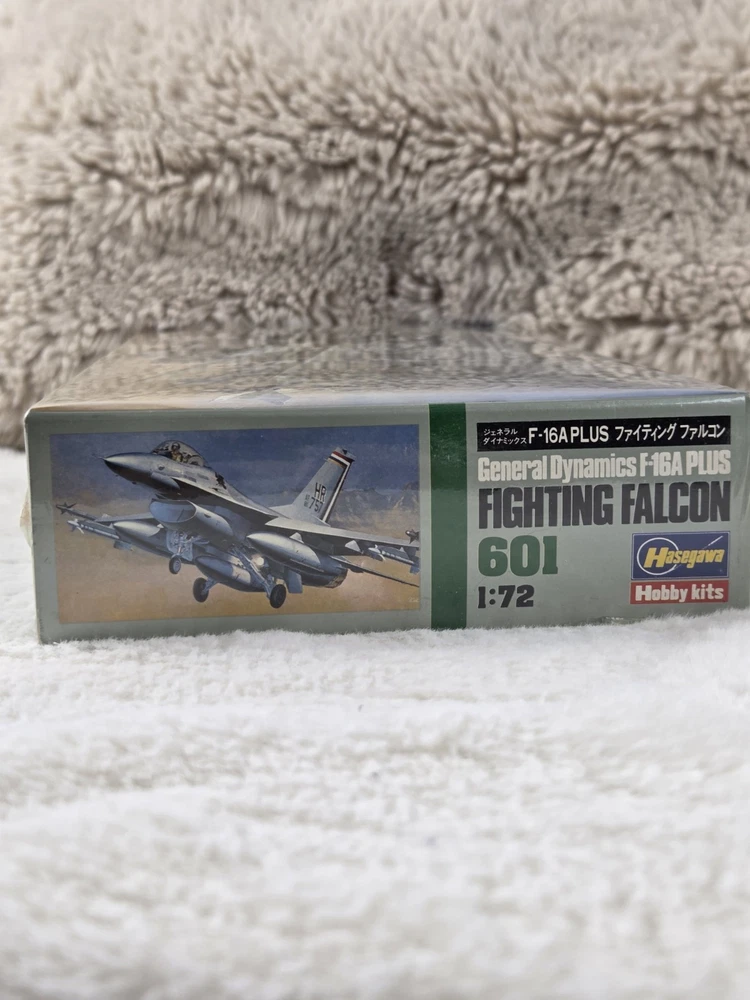 ジェネラル
ダイナミックス F-16A PLUS ファイティング ファルコン
General Dynamics F-16A PLUS
FIGHTING FALCON
601
1:72
Hasegawa
Hobby kits
HR